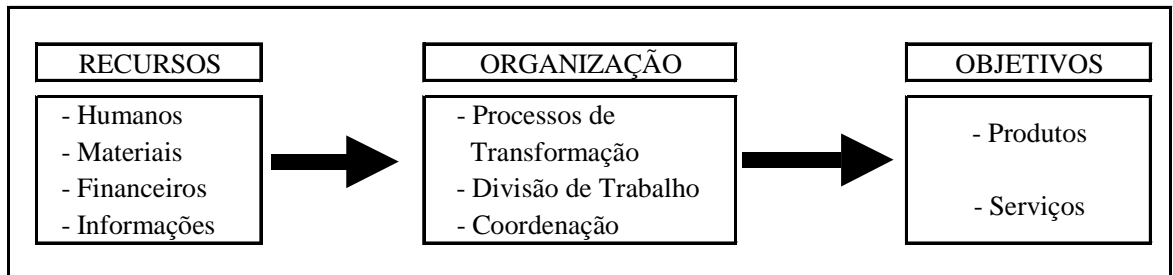 RECURSOS
- Humanos
- Materiais
- Financeiros
- Informações
ORGANIZAÇÃO
- Processos de
Transformação
- Divisão de Trabalho
- Coordenação
OBJETIVOS
- Produtos
- Serviços